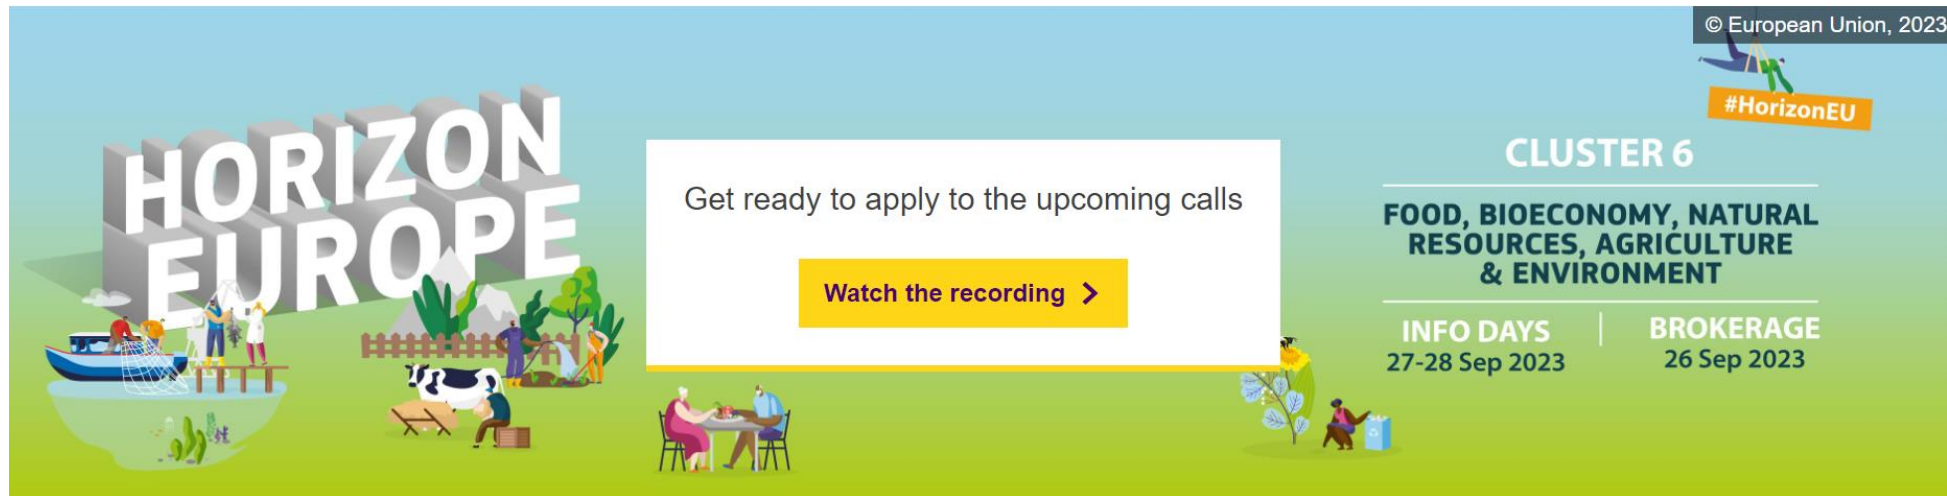 © European Union, 2023
#HorizonEU
HORIZON
EUROPE
Get ready to apply to the upcoming calls
Watch the recording
CLUSTER 6
FOOD, BIOECONOMY, NATURAL
RESOURCES, AGRICULTURE
& ENVIRONMENT
INFO DAYS
27-28 Sep 2023
BROKERAGE
26 Sep 2023